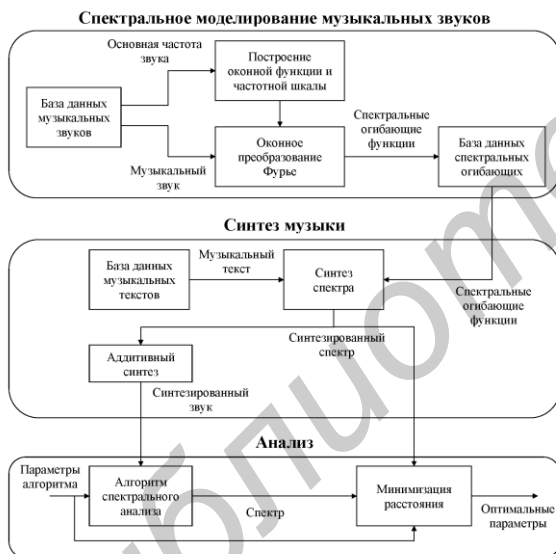 Спектральное моделирование музыкальных звуков
Основная частота
звука
Построение
оконной функции и
частотной шкалы
База данных
музыкальных
звуков
Музыкальный
звук
Оконное
преобразование
Фурье
Спектральные
огибающие
функции
База данных
спектральных
огибающих
Синтез музыки
База данных
музыкальных
текстов
Музыкальный
текст
Синтез
спектра
Спектральные
огибающие
функции
Синтезированный
спектр
Аддитивный
синтез
Синтезированный
звук
Анализ
Параметры
алгоритма
Алгоритм
спектрального
анализа
Спектр
Минимизация
расстояния
Оптимальные
параметры